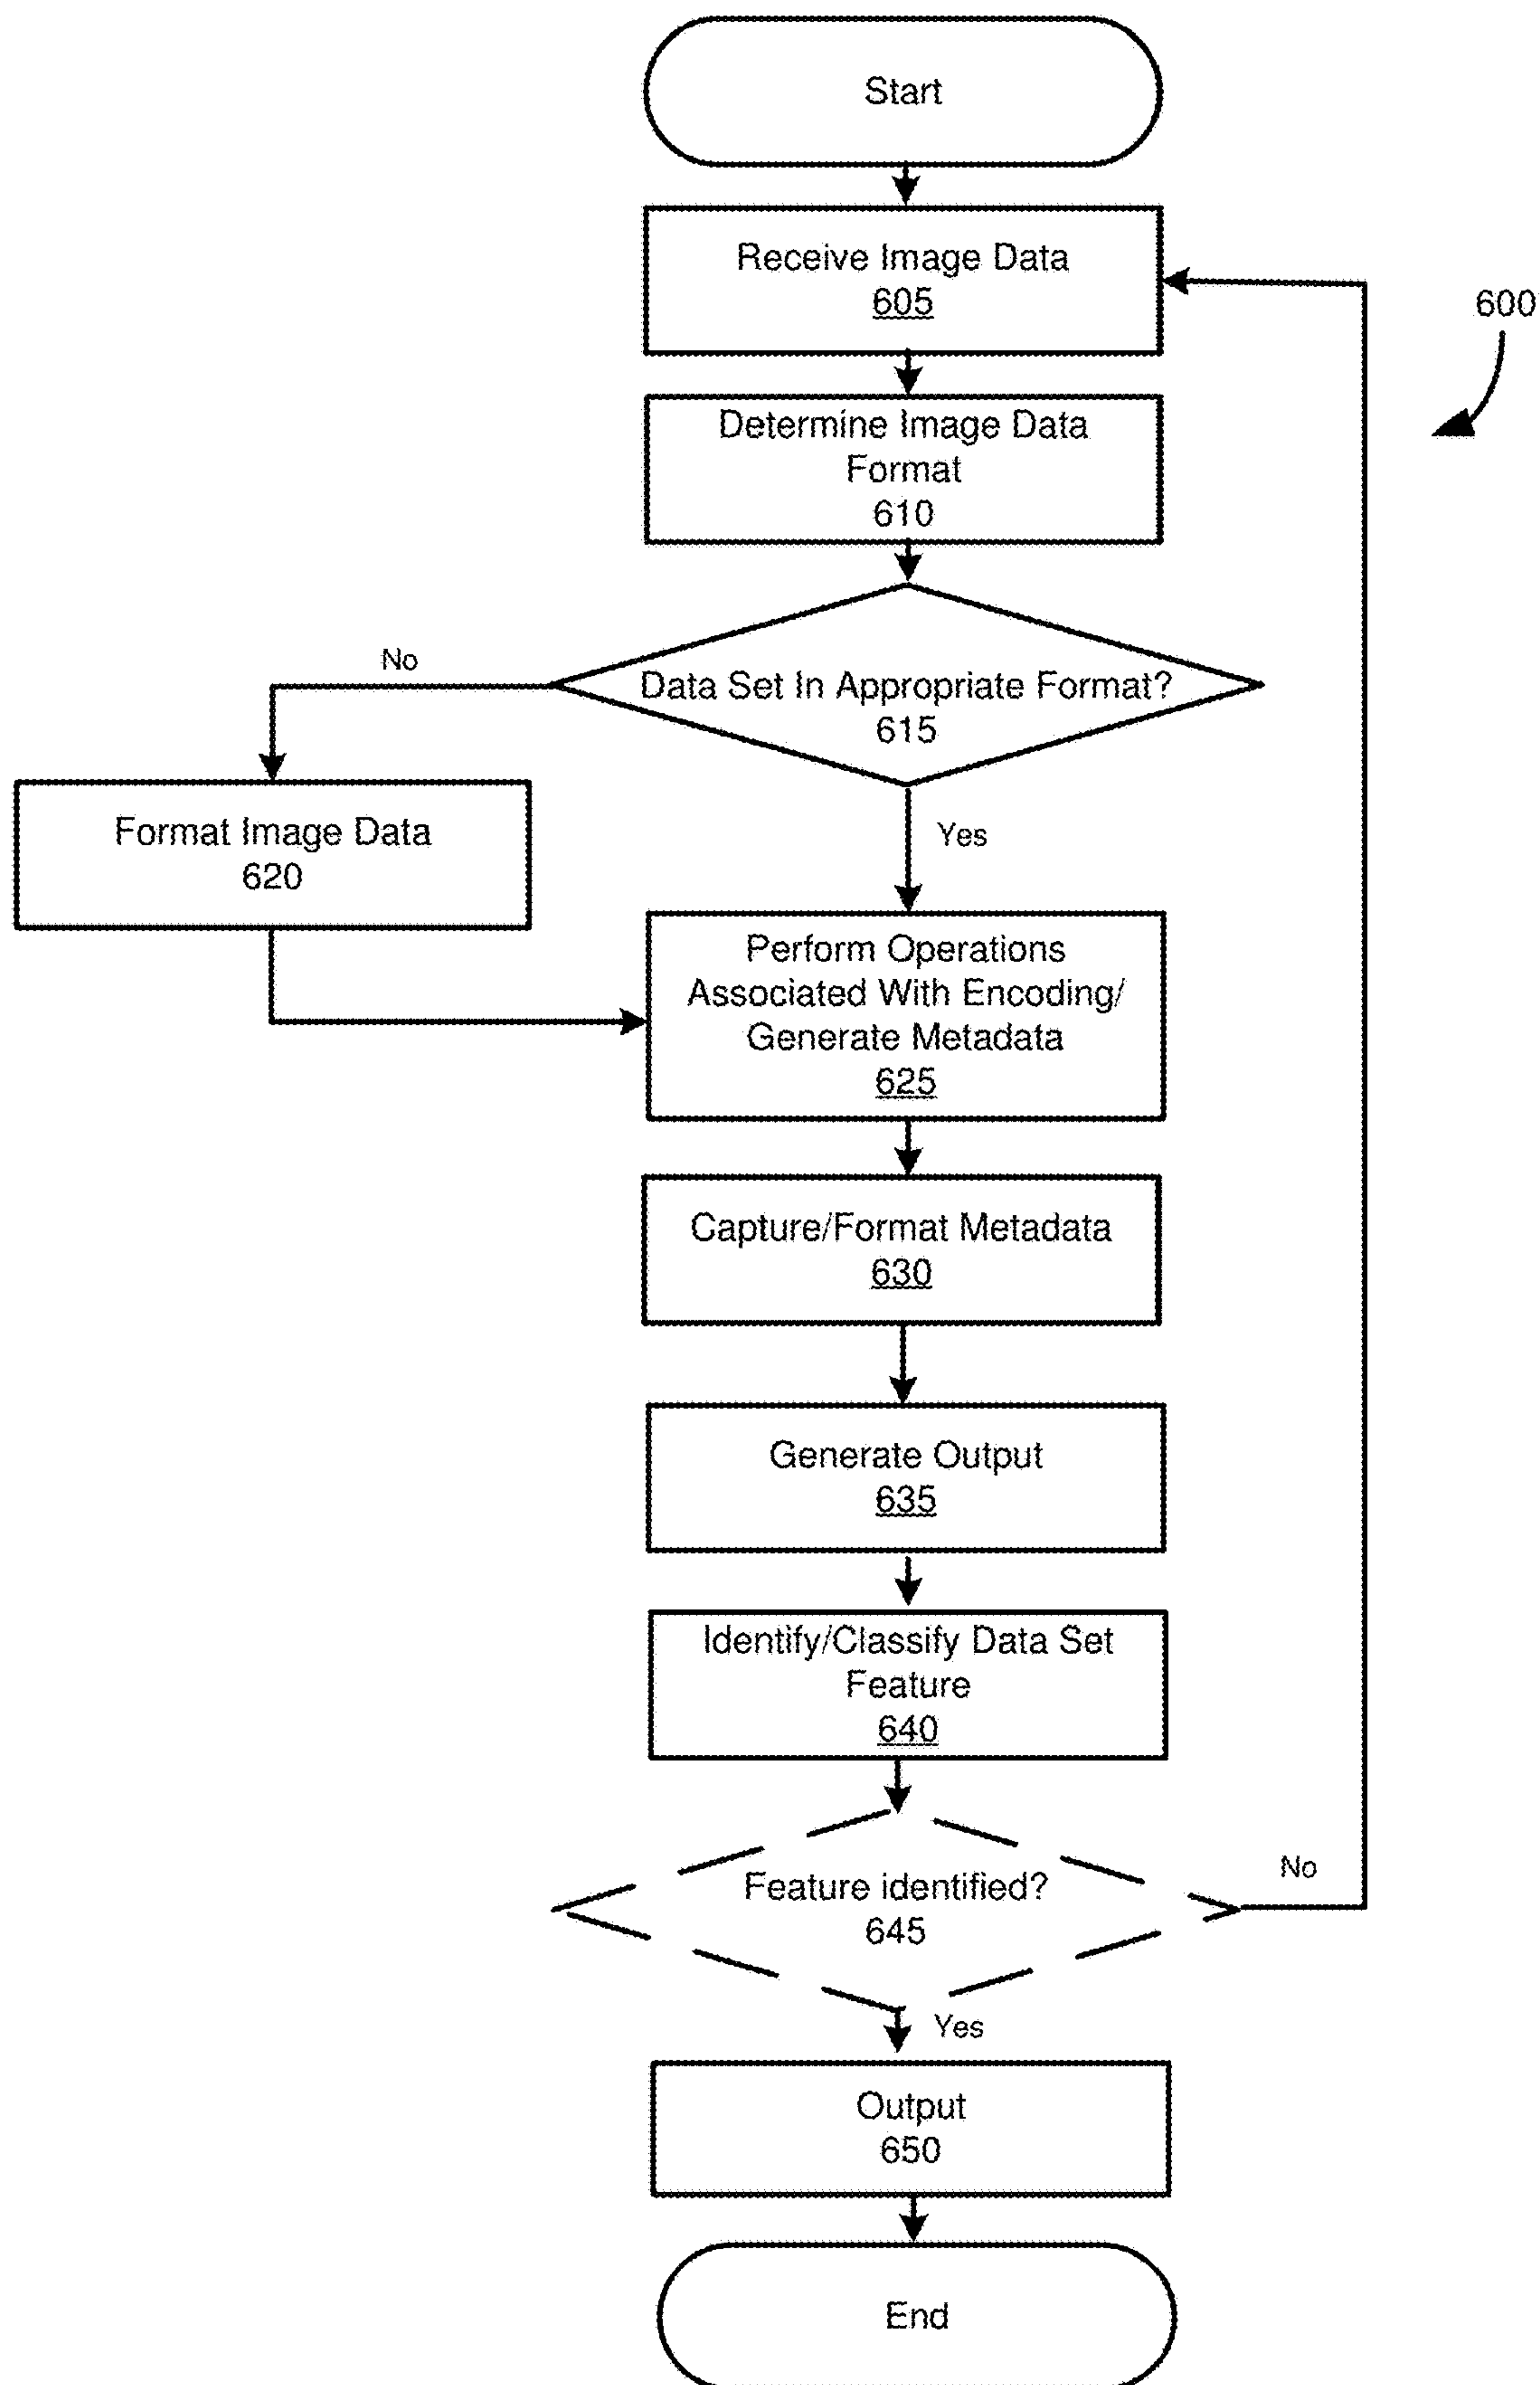 Start
Receive Image Data
605
600
Determine Image Data
Format
610
Data Set In Appropriate Format?
615
No
Yes
Format Image Data
620
Perform Operations
Associated With Encoding/
Generate Metadata
625
Capture/Format Metadata
630
Generate Output
635
Identify/Classify Data Set
Feature
640
Feature identified?
645
No
Yes
Output
650
End